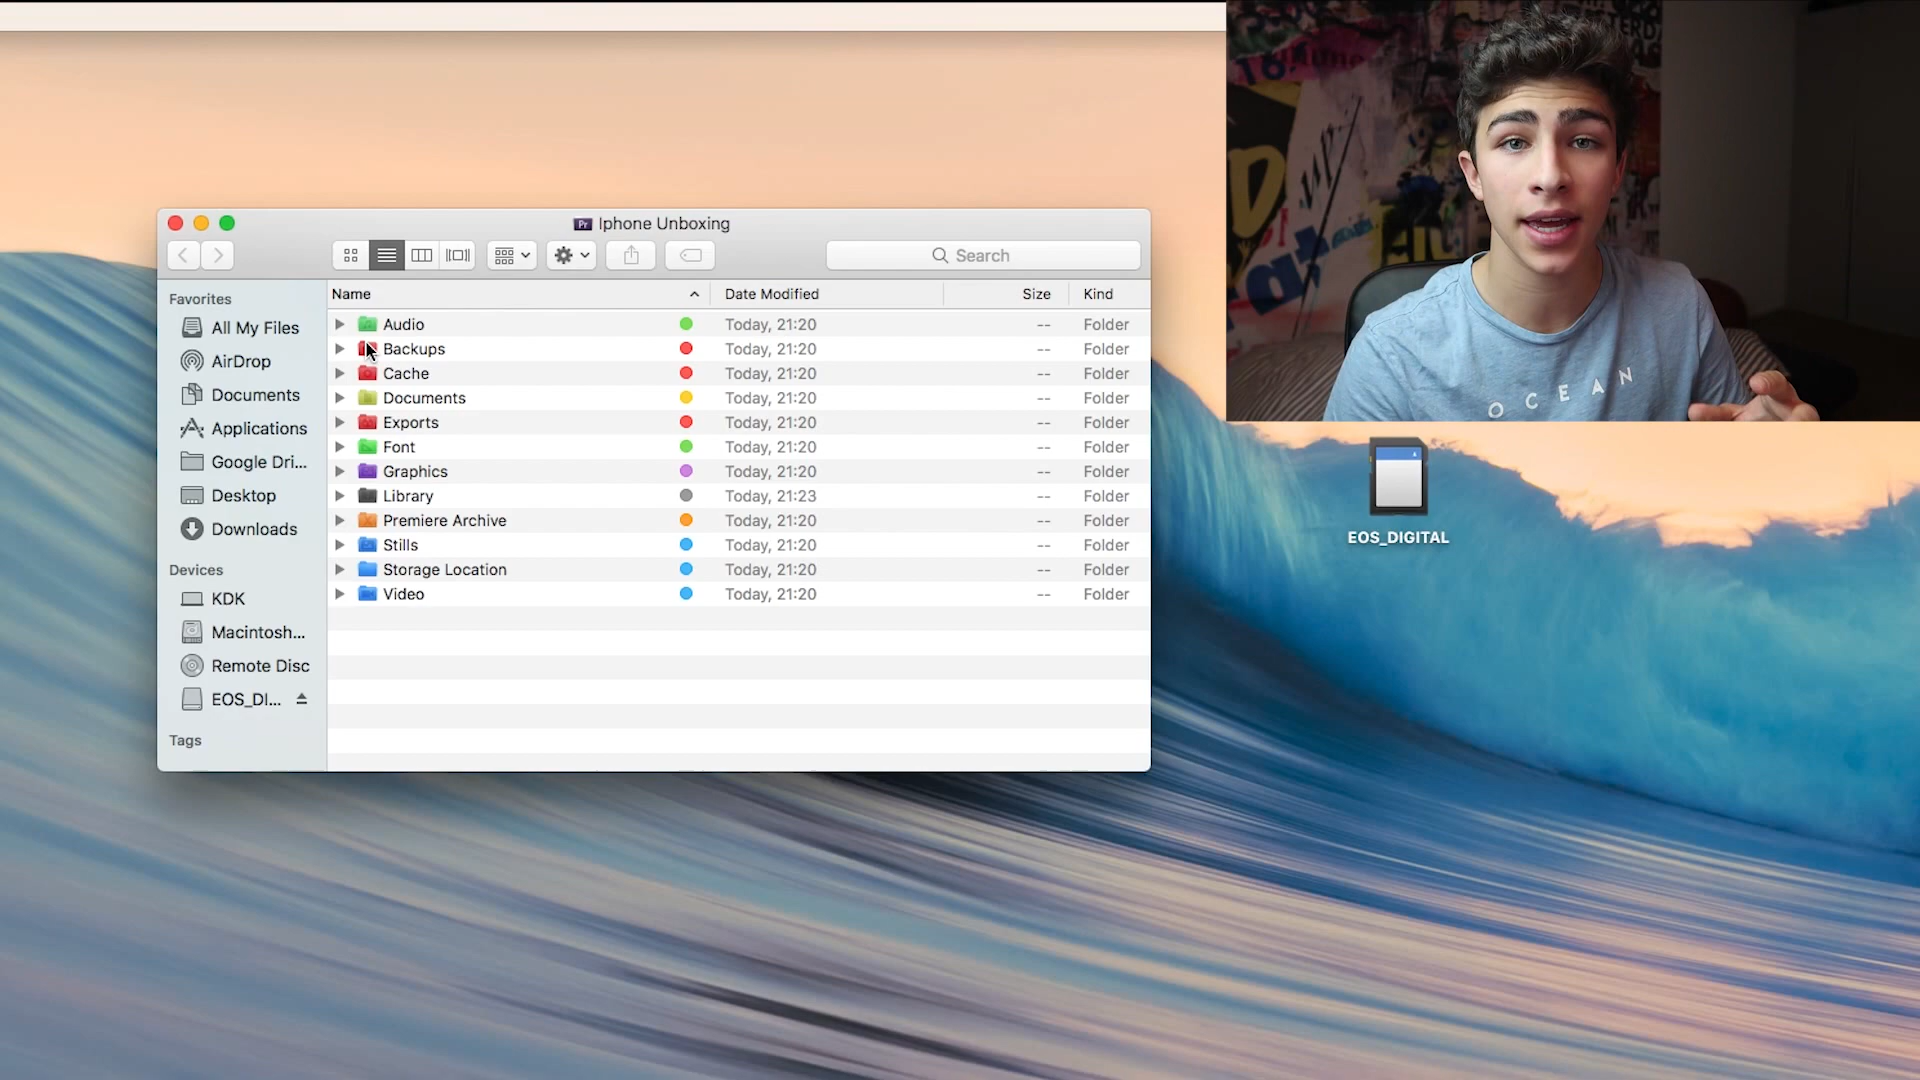 Pr Iphone Unboxing
Search
Favorites
All My Files
AirDrop
Documents
Applications
Google Dri...
Desktop
Downloads
Devices
KDK
Macintosh...
Remote Disc
EOS_DI...
Tags
Name Date Modified Size Kind
Audio Today, 21:20 -- Folder
Backups Today, 21:20 -- Folder
Cache Today, 21:20 -- Folder
Documents Today, 21:20 -- Folder
Exports Today, 21:20 -- Folder
Font Today, 21:20 -- Folder
Graphics Today, 21:20 -- Folder
Library Today, 21:23 -- Folder
Premiere Archive Today, 21:20 -- Folder
Stills Today, 21:20 -- Folder
Storage Location Today, 21:20 -- Folder
Video Today, 21:20 -- Folder
OCEAN
EOS_DIGITAL